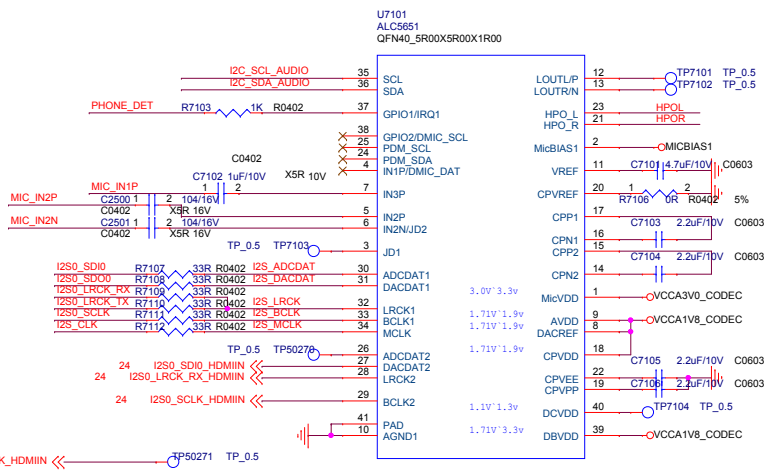 U7101
ALC5651
QFN40_5R00X5R00X1R00
I2C_SCL_AUDIO 35 SCL LOUTL/P 12 TP7101 TP_0.5
I2C_SDA_AUDIO 36 SDA LOUTR/N 13 TP7102 TP_0.5
PHONE_DET R7103 1K R0402 37 GPIO1/IRQ1 HPO_L 23 HPOL
HPO_R 21 HPOR
38 GPIO2/DMIC_SCL
25 PDM_SCL MicBIAS1 2 MICBIAS1
24 PDM_SDA
4 IN1P/DMIC_DAT VREF 11 C7101 4.7uF/10V C0603
C0402
C7102 1uF/10V X5R 10V
MIC_IN1P 1 2 7 IN3P CPVREF 20 1 2
R7106 0R R0402 5%
MIC_IN2P C2500 1 2 104/16V 5 IN2P CPP1 17
C0402 X5R 16V
MIC_IN2N C2501 1 2 104/16V 6 IN2N/JD2 C7103 2.2uF/10V C0603
C0402 X5R 16V CPN1 16
TP_0.5 TP7103 3 JD1 CPP2 15
C7104 2.2uF/10V C0603
I2S0_SDI0 R7107 33R R0402 I2S_ADCDAT 30 ADCDAT1 CPN2 14
I2S0_SDO0 R7108 33R R0402 I2S_DACDAT 31 DACDAT1
I2S0_LRCK_RX R7109 33R R0402 3.0V`3.3v MicVDD 1 VCCA3V0_CODEC
I2S0_LRCK_TX R7110 33R R0402 I2S_LRCK 32 LRCK1
I2S0_SCLK R7111 33R R0402 I2S_BCLK 33 BCLK1 1.71V`1.9v AVDD 9 VCCA1V8_CODEC
I2S_CLK R7112 33R R0402 I2S_MCLK 34 MCLK 1.71V`1.9v DACREF 8
TP_0.5 TP50270 26 ADCDAT2 1.71V`1.9v CPVDD 18
24 I2S0_SDI0_HDMIIN 27 DACDAT2 C7105 2.2uF/10V C0603
24 I2S0_LRCK_RX_HDMIIN 28 LRCK2 CPVEE 22
CPVPP 19 C7106 2.2uF/10V C0603
24 I2S0_SCLK_HDMIIN 29 BCLK2
1.1V`1.3v DCVDD 40 TP7104 TP_0.5
41 PAD
10 AGND1 1.71V`3.3v DBVDD 39 VCCA1V8_CODEC
K_HDMIIN TP50271 TP_0.5